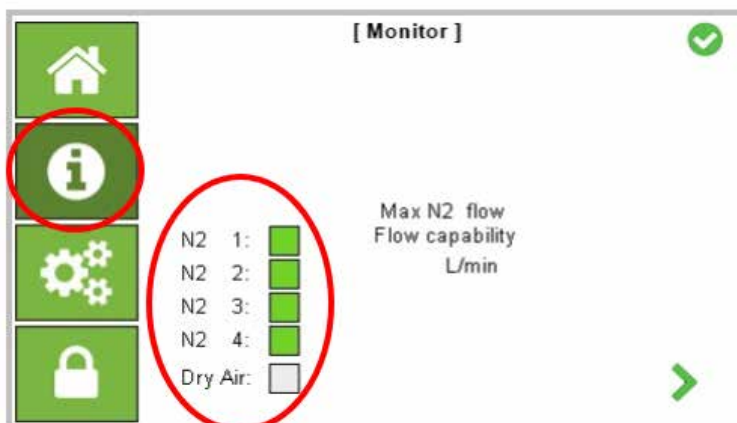 [ Monitor ]
Max N2 flow
Flow capability
L/min
N2 1:
N2 2:
N2 3:
N2 4:
Dry Air: